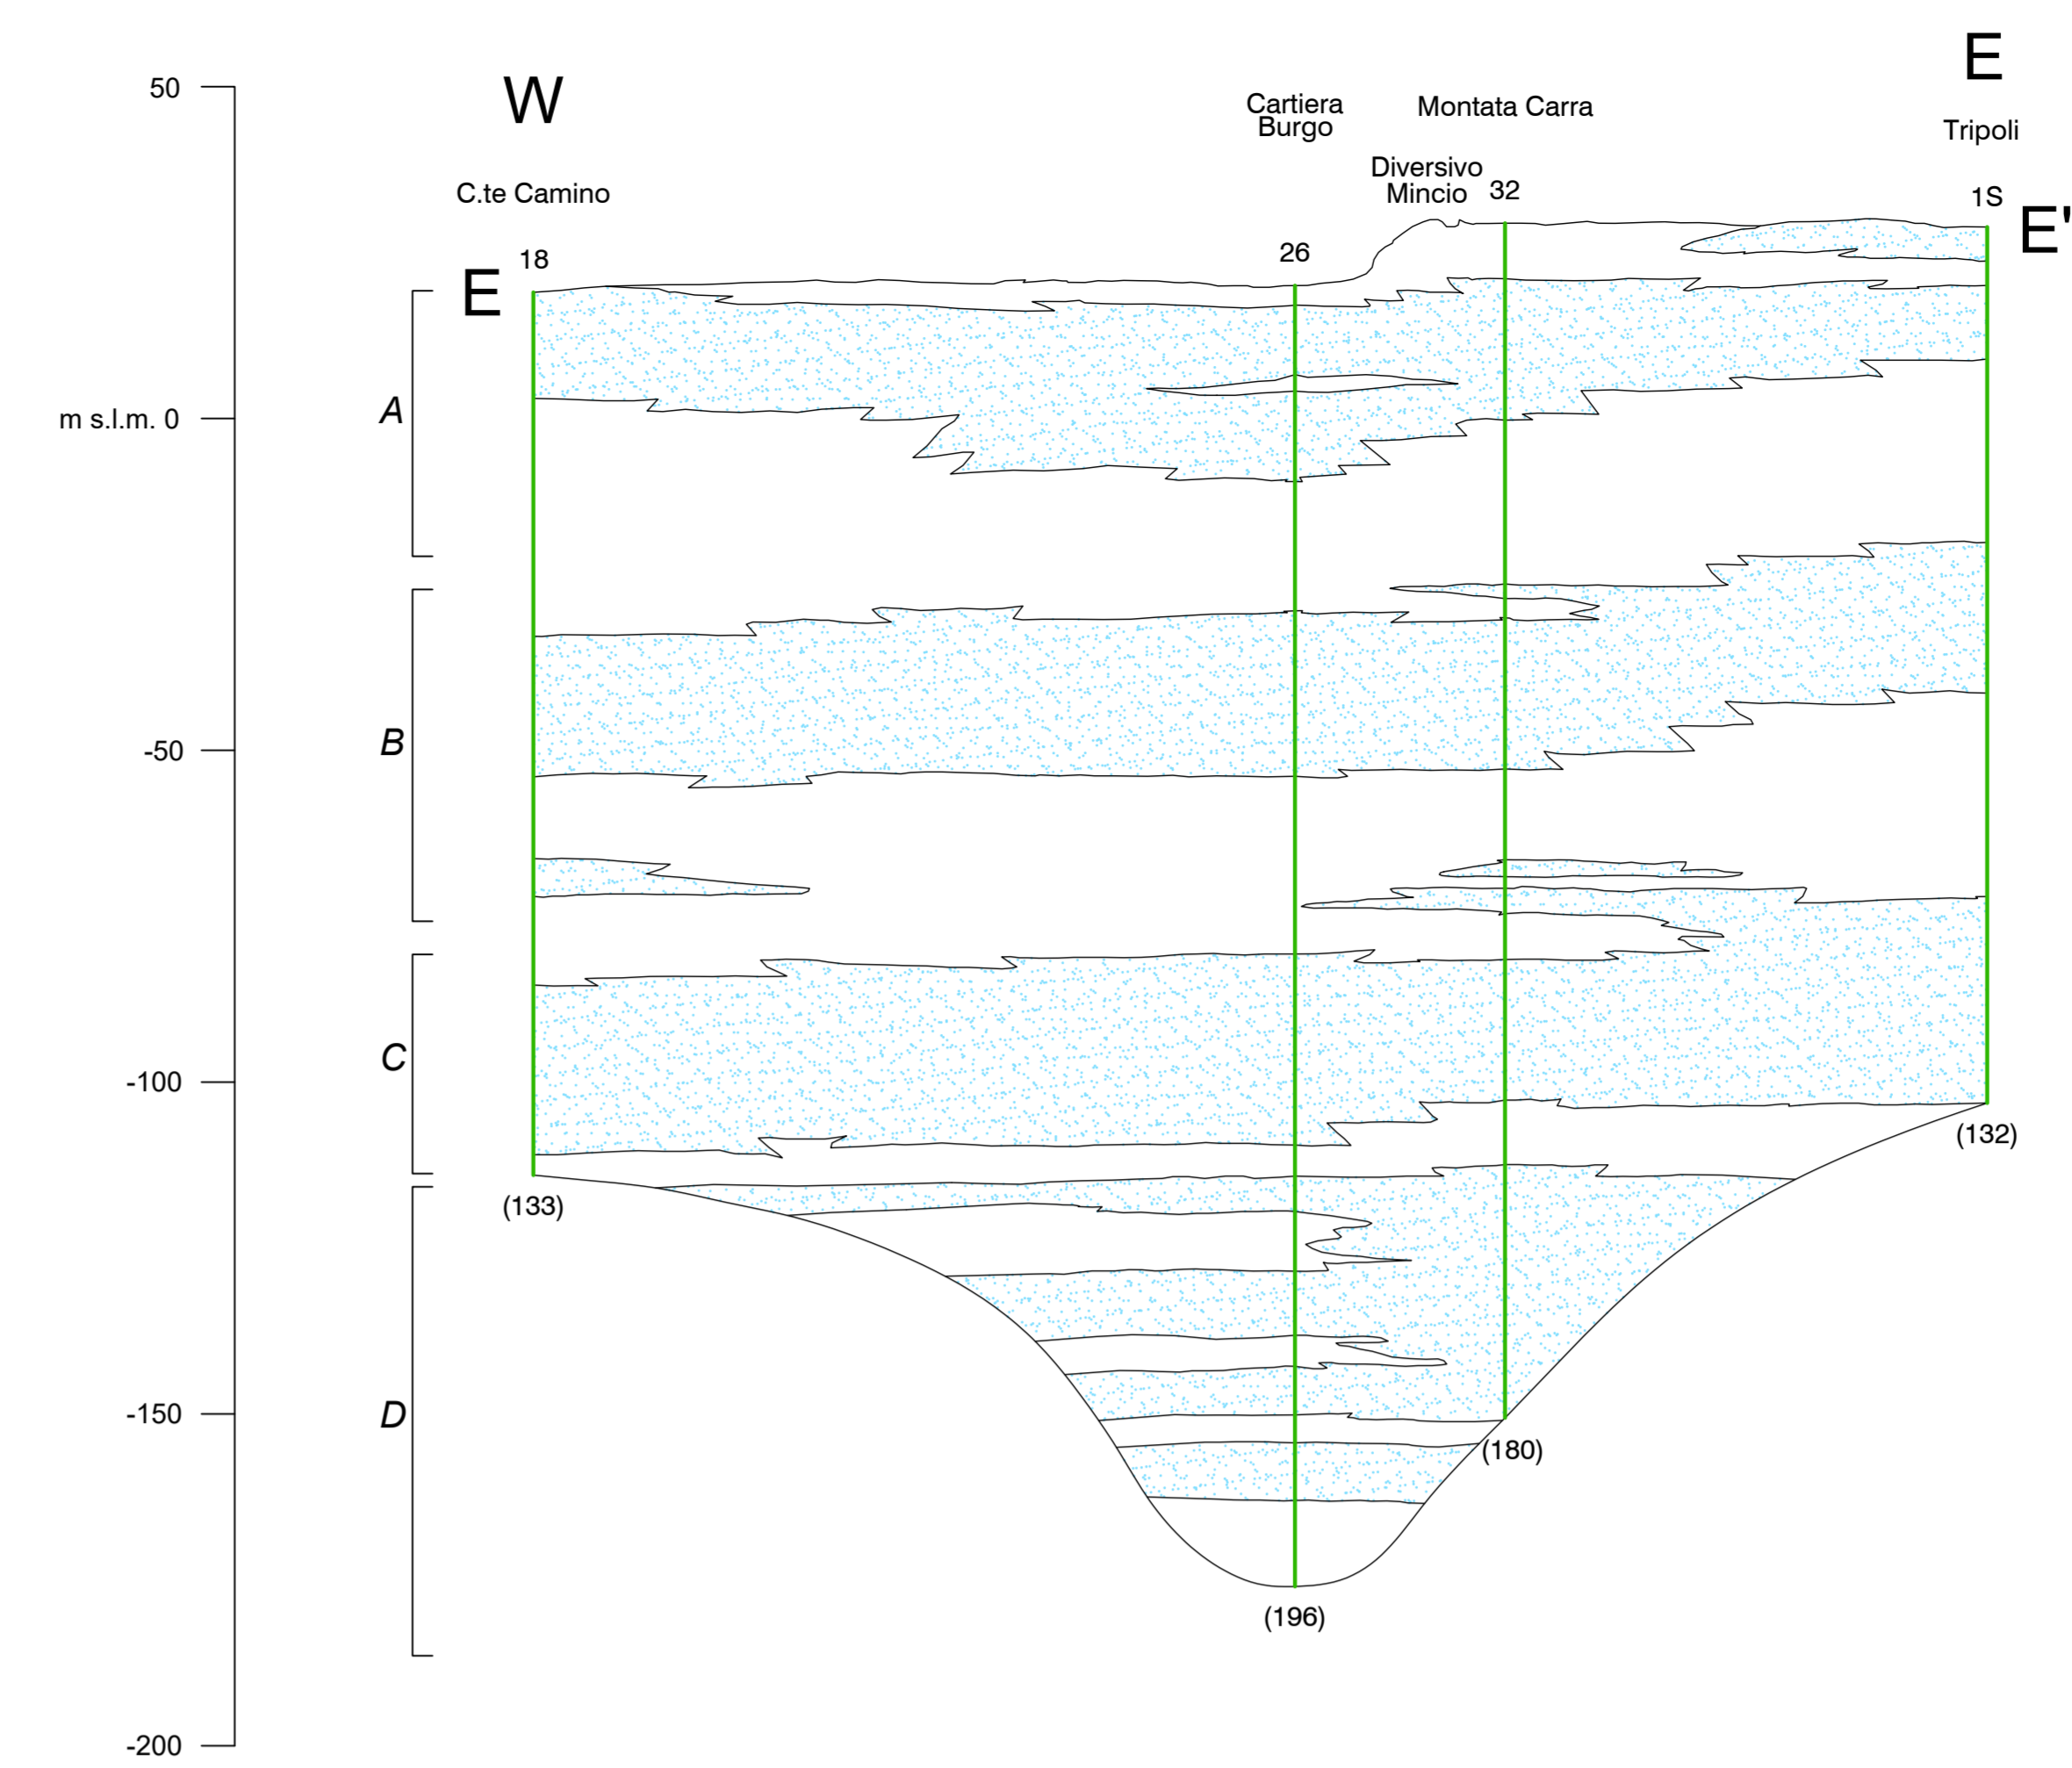 E
50
W
Cartiera
Burgo
Montata Carra
Tripoli
Diversivo
Mincio
32
C.te Camino
1S
E'
18
26
E
A
m s.l.m. 0
B
-50
C
-100
(132)
(133)
D
-150
(180)
(196)
-200